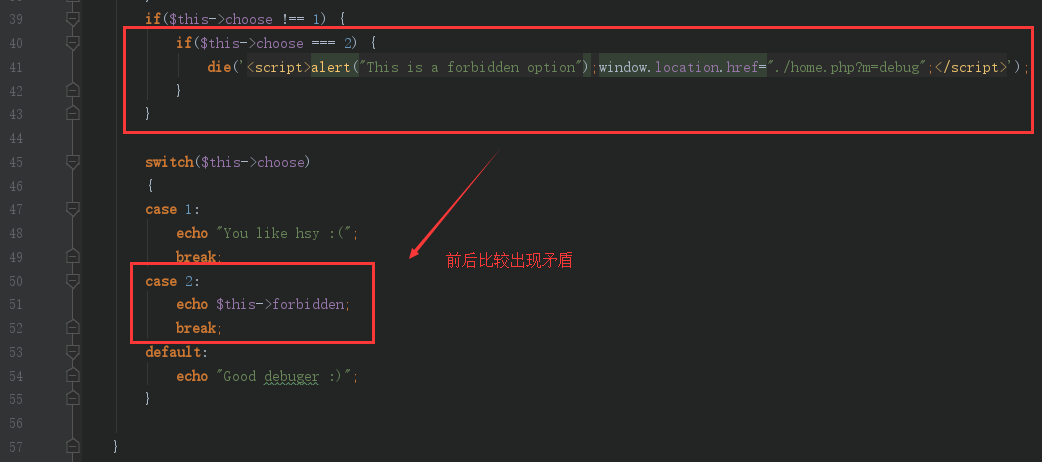 39 if($this->choose !== 1) {
40 if($this->choose === 2) {
41 die('<script>alert("This is a forbidden option");window.location.href="./home.php?m=debug";</script>');
42 }
43 }
44
45 switch($this->choose)
46 {
47 case 1:
48 echo "You like hsy :(";
49 break;
前后比较出现矛盾
50 case 2:
51 echo $this->forbidden;
52 break;
53 default:
54 echo "Good debuger :)";
55 }
56
57 }